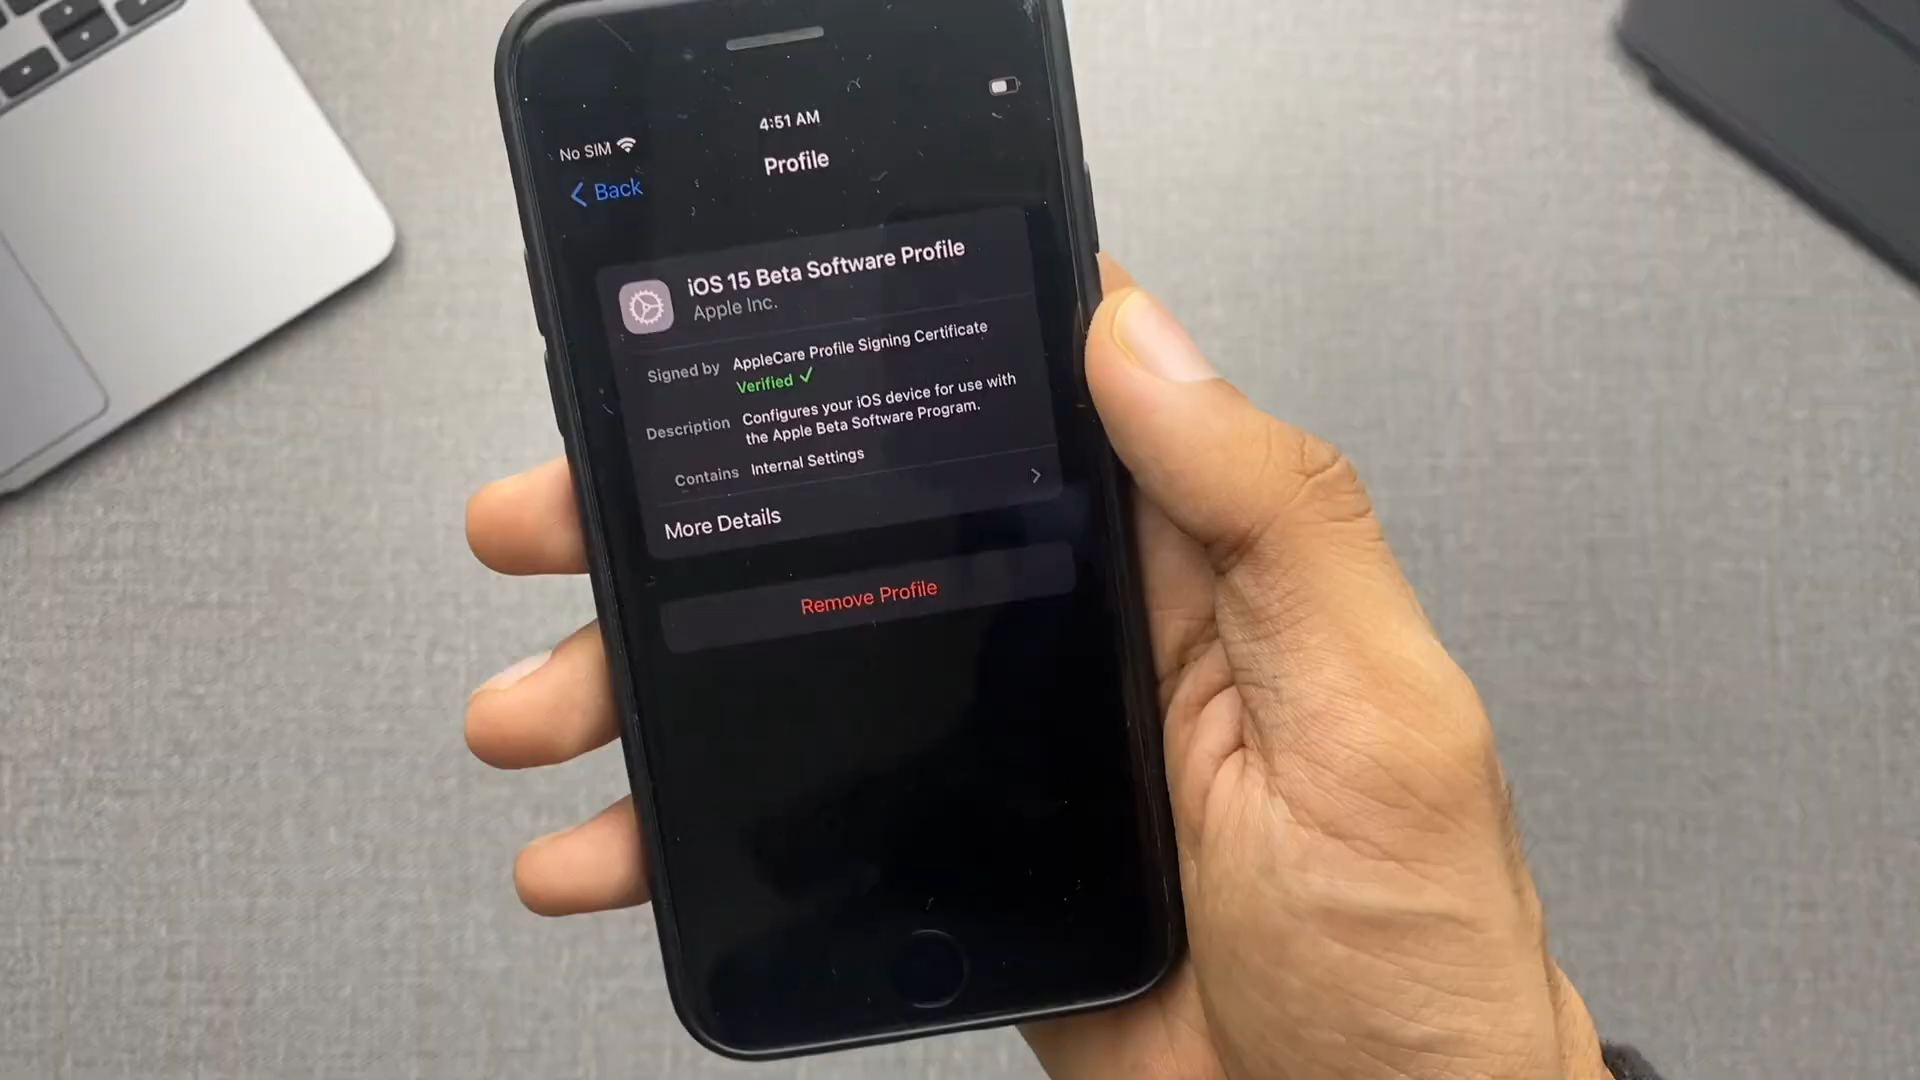 4:51 AM
No SIM
Profile
Back
iOS 15 Beta Software Profile
Apple Inc.
Signed by AppleCare Profile Signing Certificate
Verified ✓
Description Configures your iOS device for use with
the Apple Beta Software Program.
Contains Internal Settings
More Details
Remove Profile